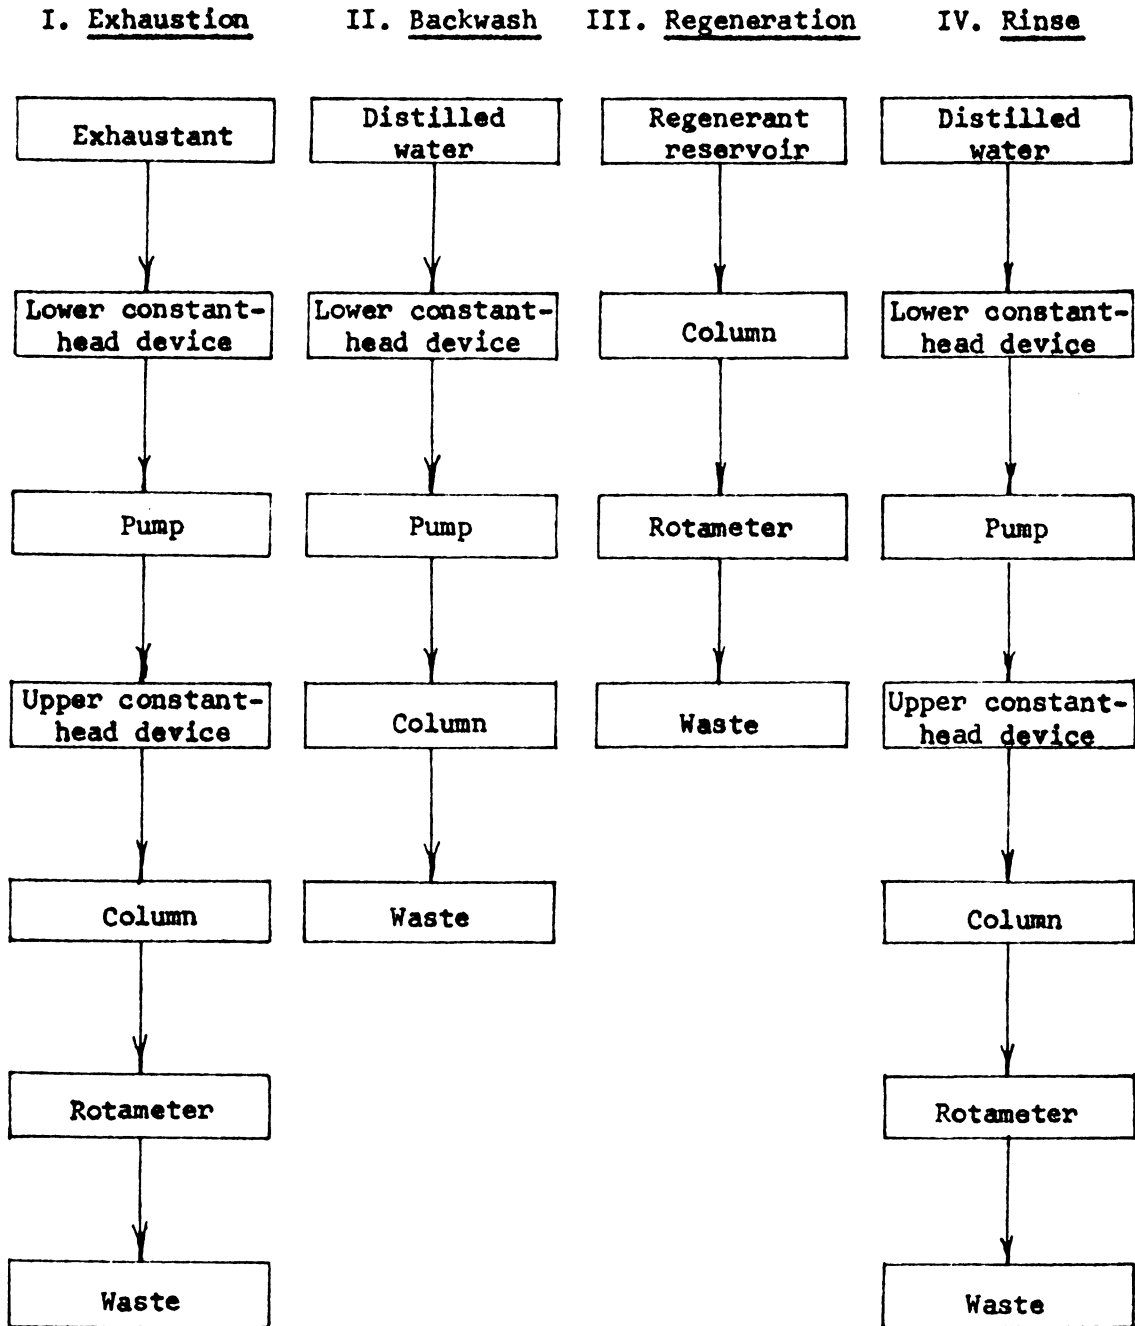 I. Exhaustion
II. Backwash
III. Regeneration
IV. Rinse
Exhaustant
Lower constant-
head device
Pump
Upper constant-
head device
Column
Rotameter
Waste
Distilled
water
Lower constant-
head device
Pump
Column
Waste
Regenerant
reservoir
Column
Rotameter
Waste
Distilled
water
Lower constant-
head device
Pump
Upper constant-
head device
Column
Rotameter
Waste